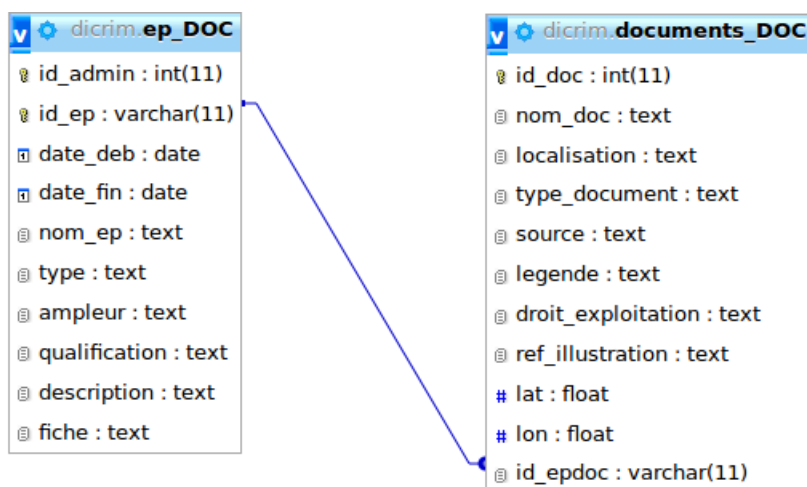 dicrim.ep_DOC
id_admin : int(11)
id_ep : varchar(11)
date_deb : date
date_fin : date
nom_ep : text
type : text
ampleur : text
qualification : text
description : text
fiche : text
v dicrim.documents_DOC
id_doc : int(11)
nom_doc : text
localisation : text
type_document : text
source : text
legende : text
droit_exploitation : text
ref_illustration : text
# lat : float
# lon : float
id_epdoc : varchar(11)